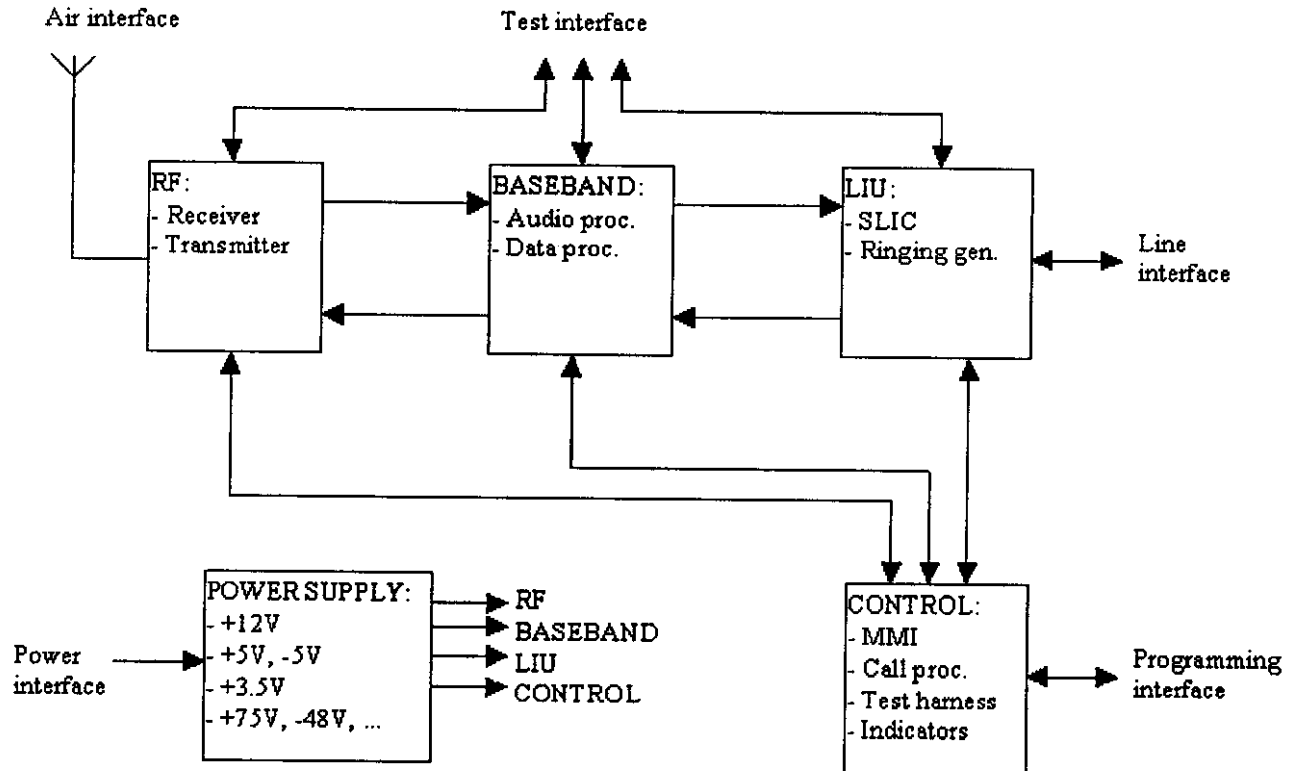 Air interface
Test interface
RF:
- Receiver
- Transmitter
BASEBAND:
- Audio proc.
- Data proc.
LIU:
- SLIC
- Ringing gen.
Line
interface
POWER SUPPLY:
- +12V
- +5V, -5V
- +3.5V
- +75V, -48V, ...
Power
interface
RF
BASEBAND
LIU
CONTROL
CONTROL:
- MMI
- Call proc.
- Test harness
- Indicators
Programming
interface